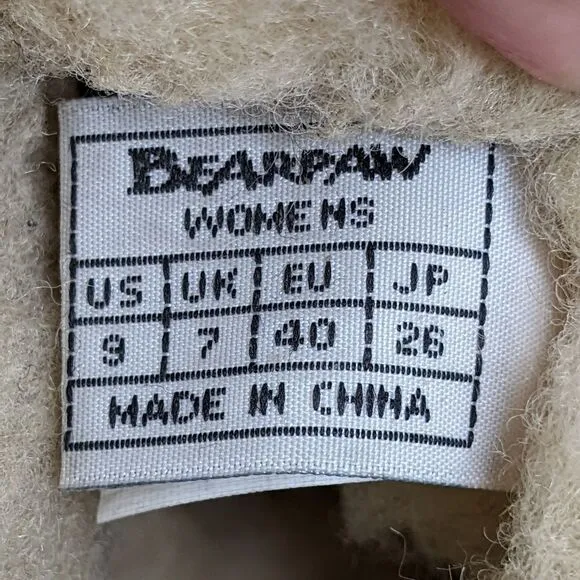 BEARPAW
WOMENS
US UK EU JP
9 7 40 26
MADE IN CHINA